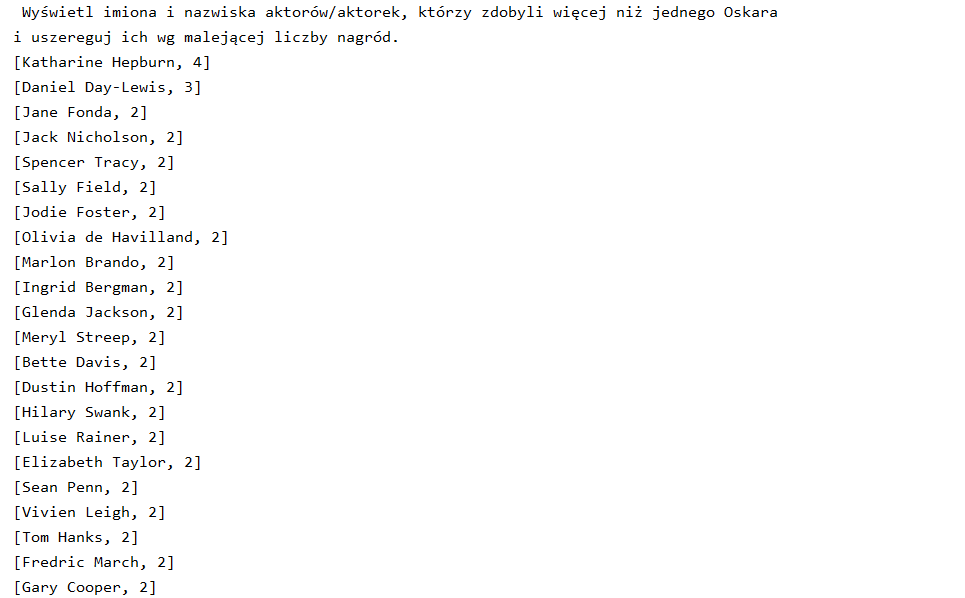 Wyświetl imiona i nazwiska aktorów/aktorek, którzy zdobyli więcej niż jednego Oskara
i uszereguj ich wg malejącej liczby nagród.
[Katharine Hepburn, 4]
[Daniel Day-Lewis, 3]
[Jane Fonda, 2]
[Jack Nicholson, 2]
[Spencer Tracy, 2]
[Sally Field, 2]
[Jodie Foster, 2]
[Olivia de Havilland, 2]
[Marlon Brando, 2]
[Ingrid Bergman, 2]
[Glenda Jackson, 2]
[Meryl Streep, 2]
[Bette Davis, 2]
[Dustin Hoffman, 2]
[Hilary Swank, 2]
[Luise Rainer, 2]
[Elizabeth Taylor, 2]
[Sean Penn, 2]
[Vivien Leigh, 2]
[Tom Hanks, 2]
[Fredric March, 2]
[Gary Cooper, 2]